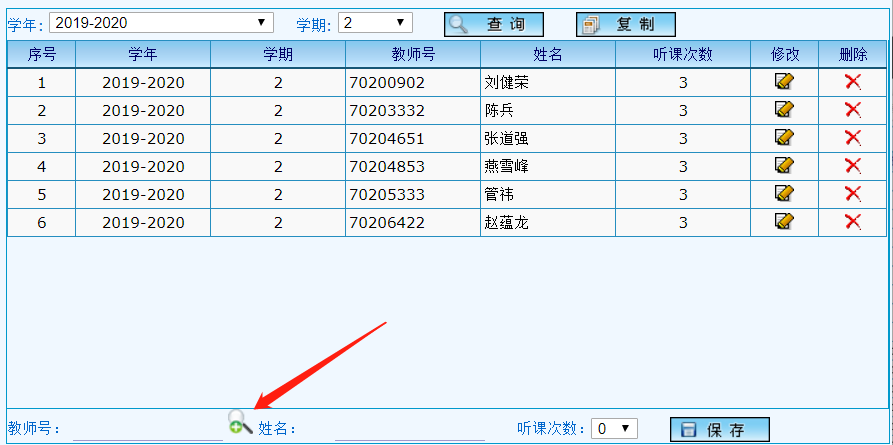 学年: 2019-2020 学期: 2 查 询 复 制
序号 学年 学期 教师号 姓名 听课次数 修改 删除
1 2019-2020 2 70200902 刘健荣 3
2 2019-2020 2 70203332 陈兵 3
3 2019-2020 2 70204651 张道强 3
4 2019-2020 2 70204853 燕雪峰 3
5 2019-2020 2 70205333 管祎 3
6 2019-2020 2 70206422 赵蕴龙 3
教师号: 姓名: 听课次数: 0 保 存